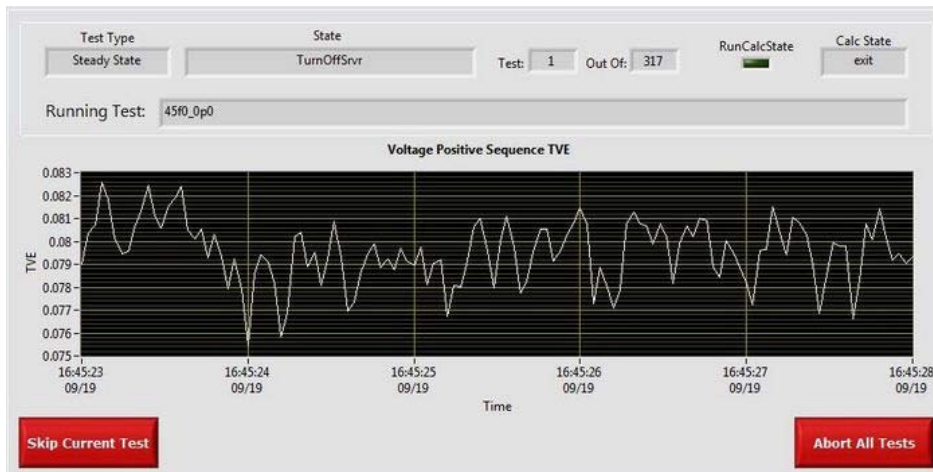 Test Type
State
RunCalcState
Calc State
Steady State
TurnOffSrvr
Test: 1 Out Of: 317
exit
Running Test: 45f0_0p0
Voltage Positive Sequence TVE
TVE
0.083
0.082
0.081
0.08
0.079
0.078
0.077
0.076
0.075
16:45:23 16:45:24 16:45:25 16:45:26 16:45:27 16:45:28
09/19 09/19 09/19 09/19 09/19 09/19
Time
Skip Current Test
Abort All Tests